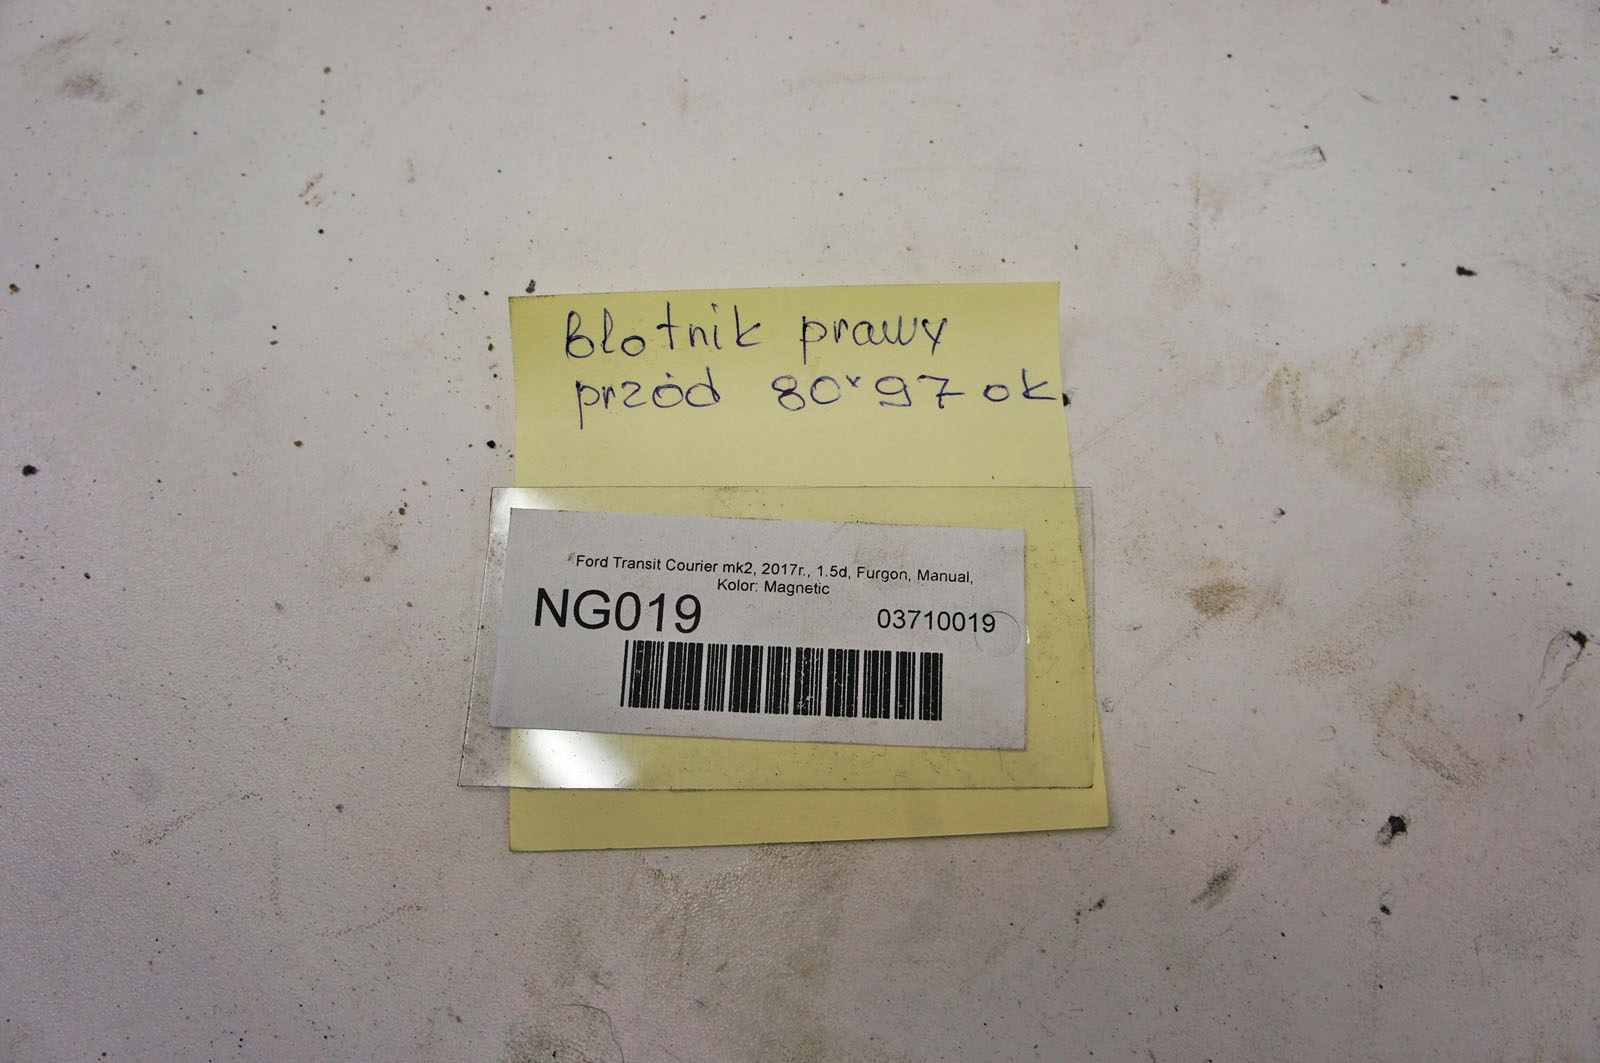 Błotnik prawy
przód 80x97 ok
Ford Transit Courier mk2, 2017r., 1.5d, Furgon, Manual,
Kolor: Magnetic
NG019
03710019